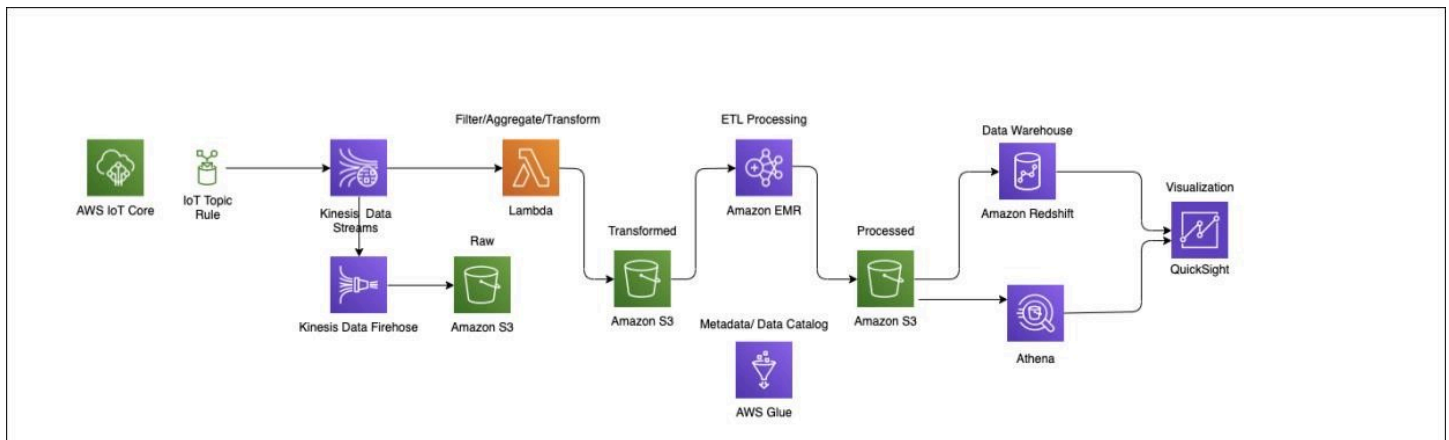 AWS IoT Core
IoT Topic
Rule
Kinesis Data
Streams
Kinesis Data Firehose
Raw
Amazon S3
Filter/Aggregate/Transform
Lambda
Transformed
Amazon S3
ETL Processing
Amazon EMR
Metadata/ Data Catalog
AWS Glue
Processed
Amazon S3
Data Warehouse
Amazon Redshift
Athena
Visualization
QuickSight